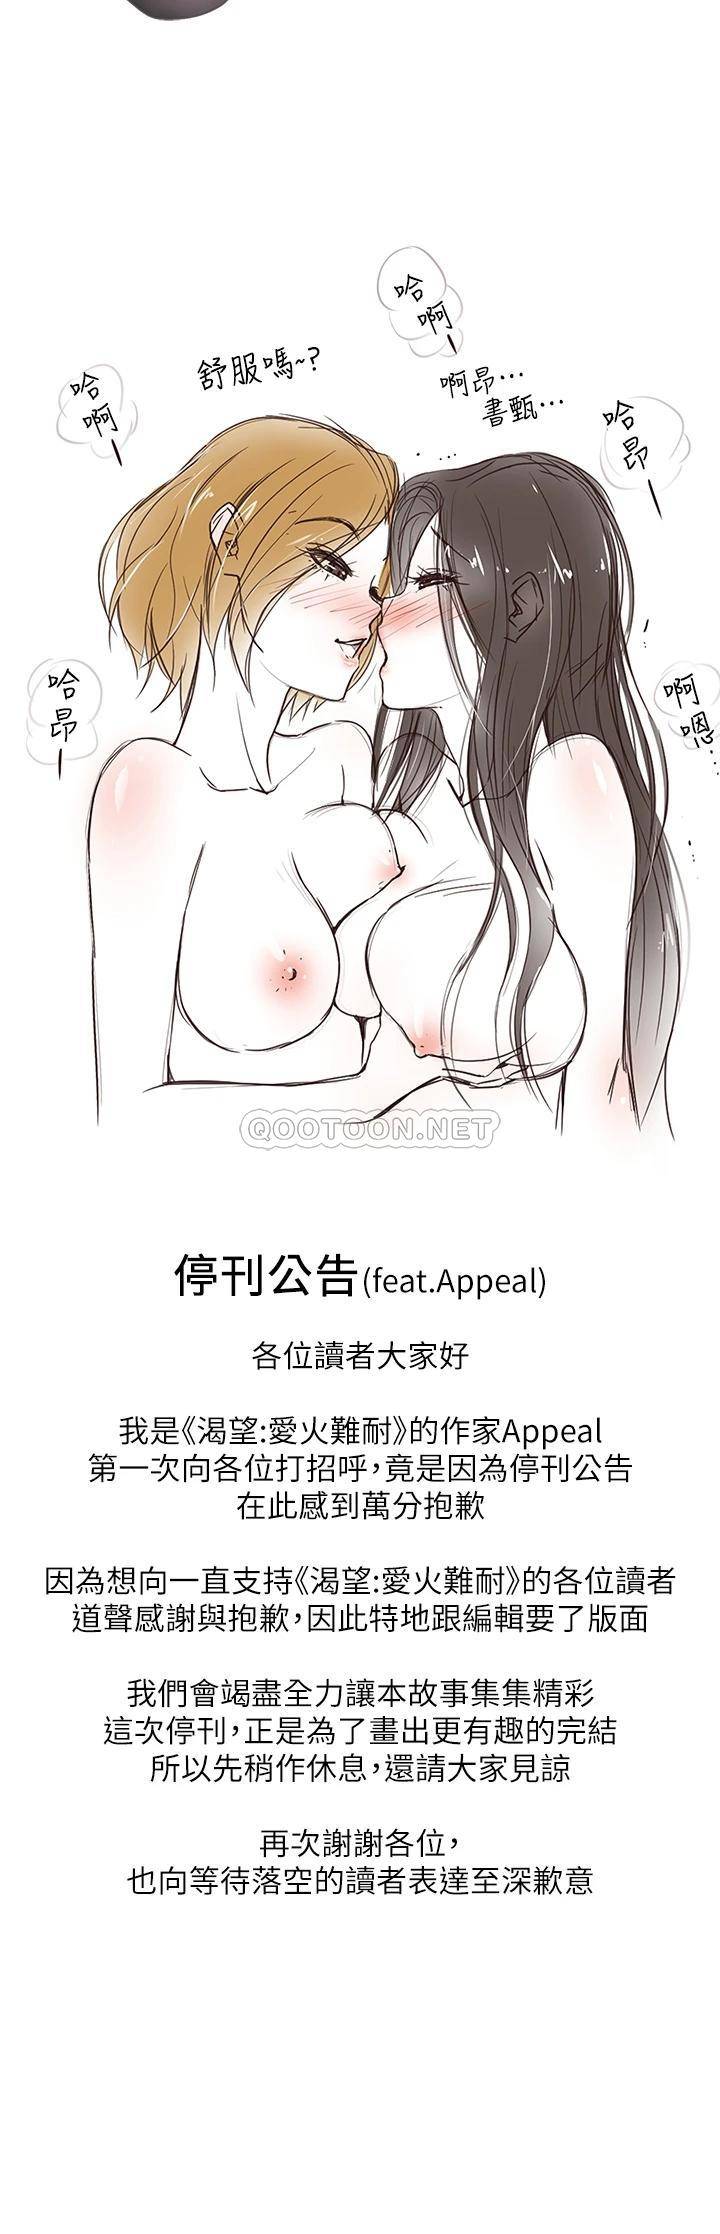 哈啊
舒服嗎~?
啊昂…
書甄…
哈啊
哈昂
哈昂
啊嗯…
QOOTOON.NET
停刊公告(feat.Appeal)
各位讀者大家好
我是《渴望:愛火難耐》的作家Appeal
第一次向各位打招呼,竟是因為停刊公告
在此感到萬分抱歉
因為想向一直支持《渴望:愛火難耐》的各位讀者
道聲感謝與抱歉,因此特地跟編輯要了版面
我們會竭盡全力讓本故事集集精彩
這次停刊,正是為了畫出更有趣的完結
所以先稍作休息,還請大家見諒
再次謝謝各位,
也向等待落空的讀者表達至深歉意